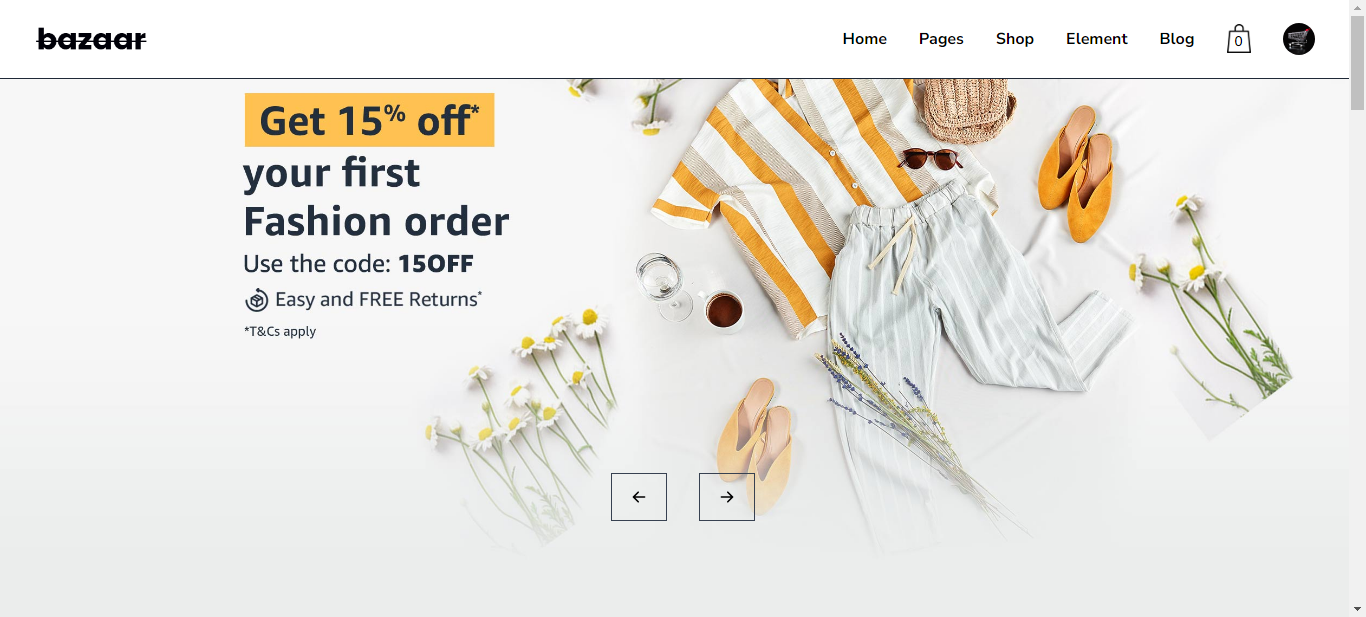 bazaar
Home Pages Shop Element Blog 0
Get 15% off*
your first
Fashion order
Use the code: 15OFF
Easy and FREE Returns*
*T&Cs apply